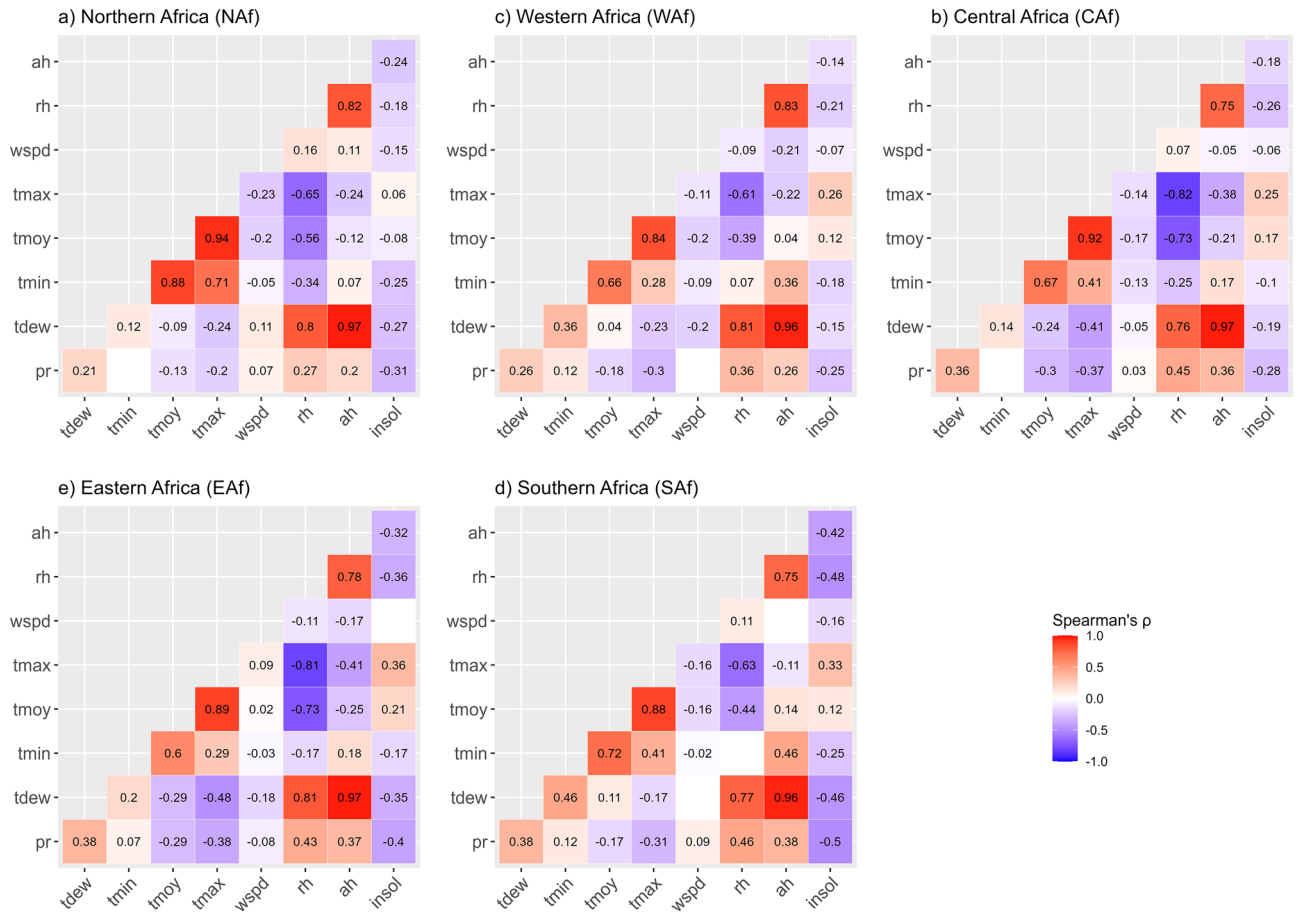 a) Northern Africa (NAf)
ah -0.24
rh 0.82 -0.18
wspd 0.16 0.11 -0.15
tmax -0.23 -0.65 -0.24 0.06
tmoy 0.94 -0.2 -0.56 -0.12 -0.08
tmin 0.88 0.71 -0.05 -0.34 0.07 -0.25
tdew 0.12 -0.09 -0.24 0.11 0.8 0.97 -0.27
pr 0.21 -0.13 -0.2 0.07 0.27 0.2 -0.31
tdew tmin tmoy tmax wspd rh ah insol
c) Western Africa (WAf)
ah -0.14
rh 0.83 -0.21
wspd -0.09 -0.21 -0.07
tmax -0.11 -0.61 -0.22 0.26
tmoy 0.84 -0.2 -0.39 0.04 0.12
tmin 0.66 0.28 -0.09 0.07 0.36 -0.18
tdew 0.36 0.04 -0.23 -0.2 0.81 0.96 -0.15
pr 0.26 0.12 -0.18 -0.3 0.36 0.26 -0.25
tdew tmin tmoy tmax wspd rh ah insol
b) Central Africa (CAf)
ah -0.18
rh 0.75 -0.26
wspd 0.07 -0.05 -0.06
tmax -0.14 -0.82 -0.38 0.25
tmoy 0.92 -0.17 -0.73 -0.21 0.17
tmin 0.67 0.41 -0.13 -0.25 0.17 -0.1
tdew 0.14 -0.24 -0.41 -0.05 0.76 0.97 -0.19
pr 0.36 -0.3 -0.37 0.03 0.45 0.36 -0.28
tdew tmin tmoy tmax wspd rh ah insol
e) Eastern Africa (EAf)
ah -0.32
rh 0.78 -0.36
wspd -0.11 -0.17
tmax 0.09 -0.81 -0.41 0.36
tmoy 0.89 0.02 -0.73 -0.25 0.21
tmin 0.6 0.29 -0.03 -0.17 0.18 -0.17
tdew 0.2 -0.29 -0.48 -0.18 0.81 0.97 -0.35
pr 0.38 0.07 -0.29 -0.38 -0.08 0.43 0.37 -0.4
tdew tmin tmoy tmax wspd rh ah insol
d) Southern Africa (SAf)
ah -0.42
rh 0.75 -0.48
wspd 0.11 -0.16
tmax -0.16 -0.63 -0.11 0.33
tmoy 0.88 -0.16 -0.44 0.14 0.12
tmin 0.72 0.41 -0.02 0.46 -0.25
tdew 0.46 0.11 -0.17 0.77 0.96 -0.46
pr 0.38 0.12 -0.17 -0.31 0.09 0.46 0.38 -0.5
tdew tmin tmoy tmax wspd rh ah insol
Spearman's ρ
1.0
0.5
0.0
-0.5
-1.0